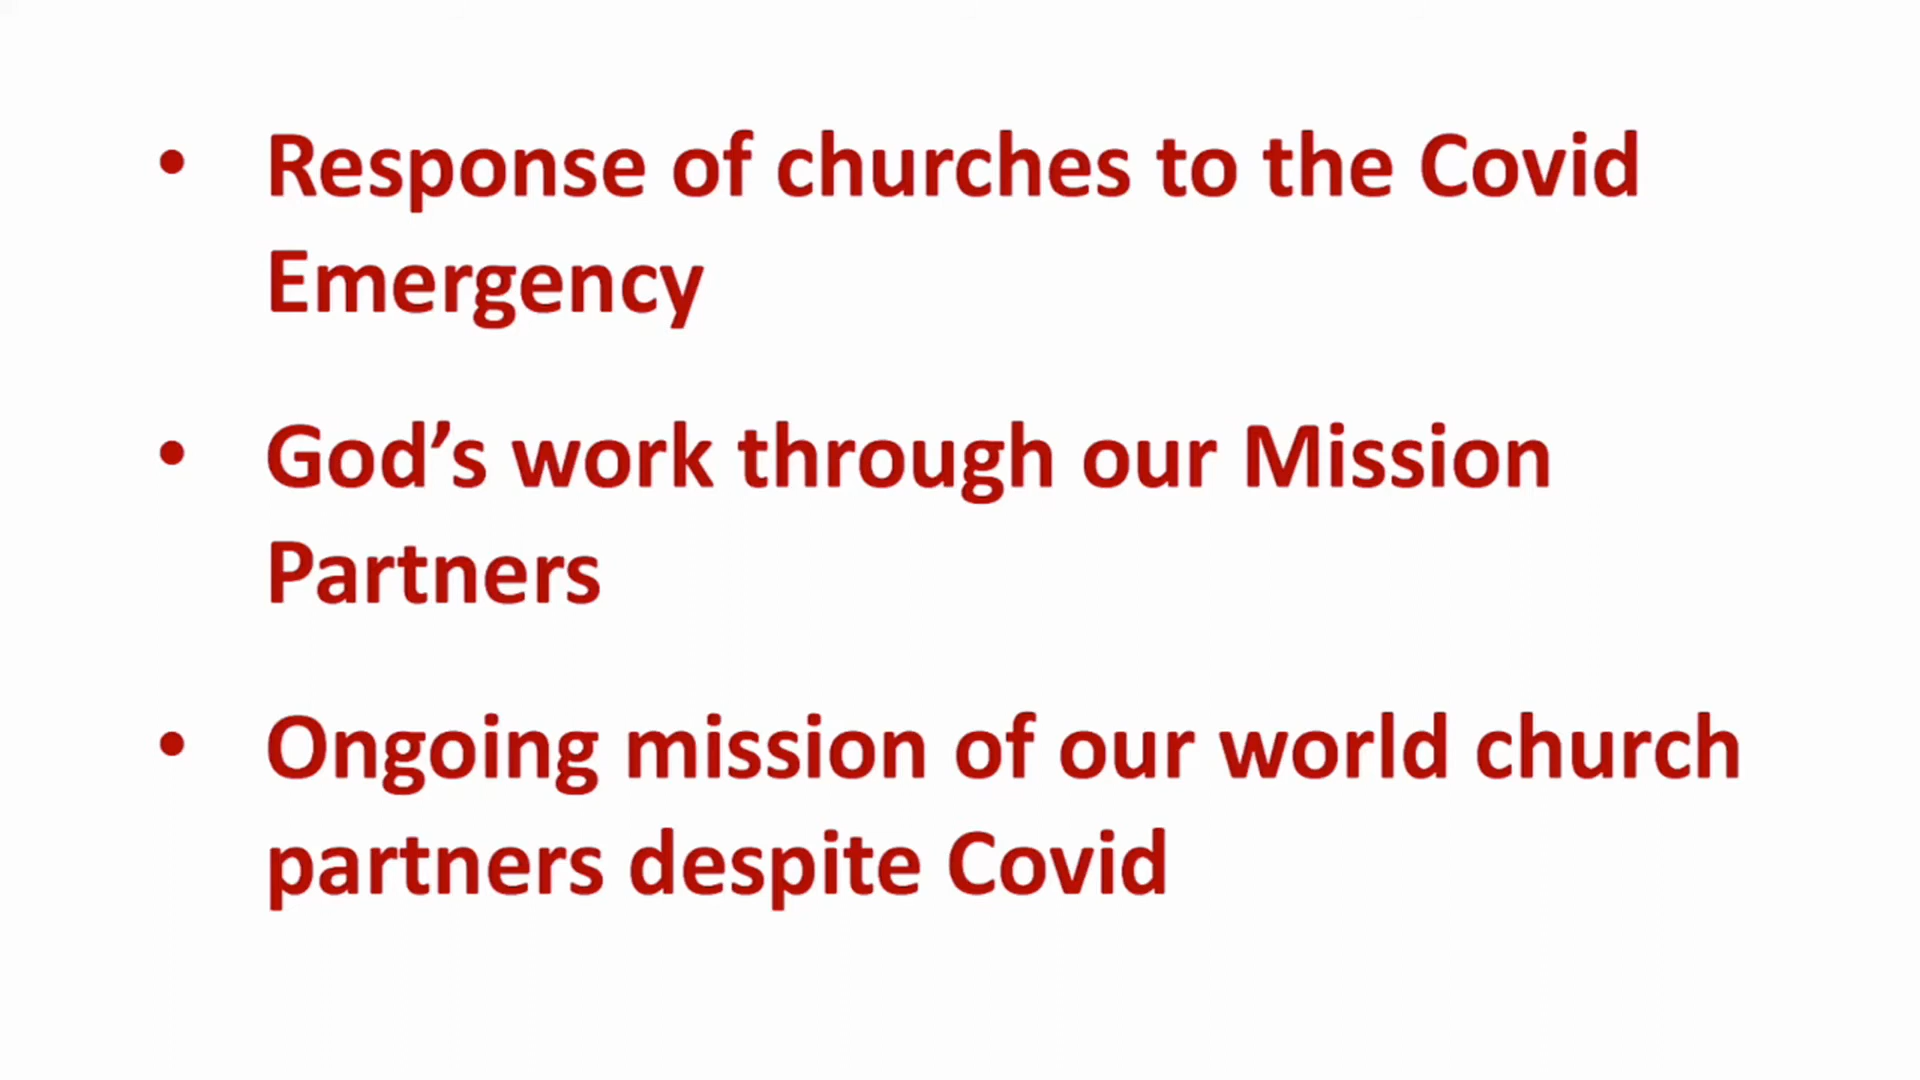 • Response of churches to the Covid
Emergency
• God’s work through our Mission
Partners
• Ongoing mission of our world church
partners despite Covid